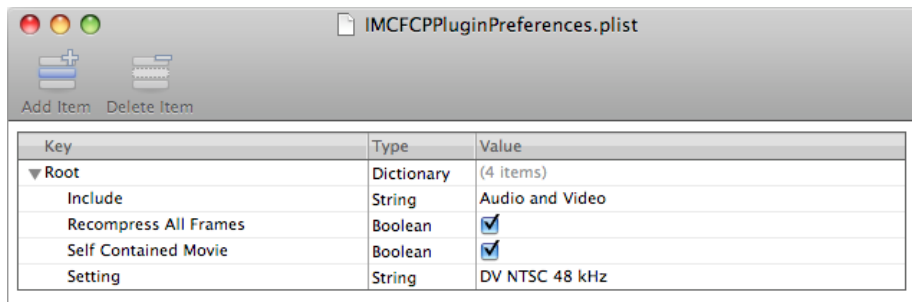 IMCFCPPluginPreferences.plist
Add Item Delete Item
Key Type Value
Root Dictionary (4 items)
Include String Audio and Video
Recompress All Frames Boolean
Self Contained Movie Boolean
Setting String DV NTSC 48 kHz